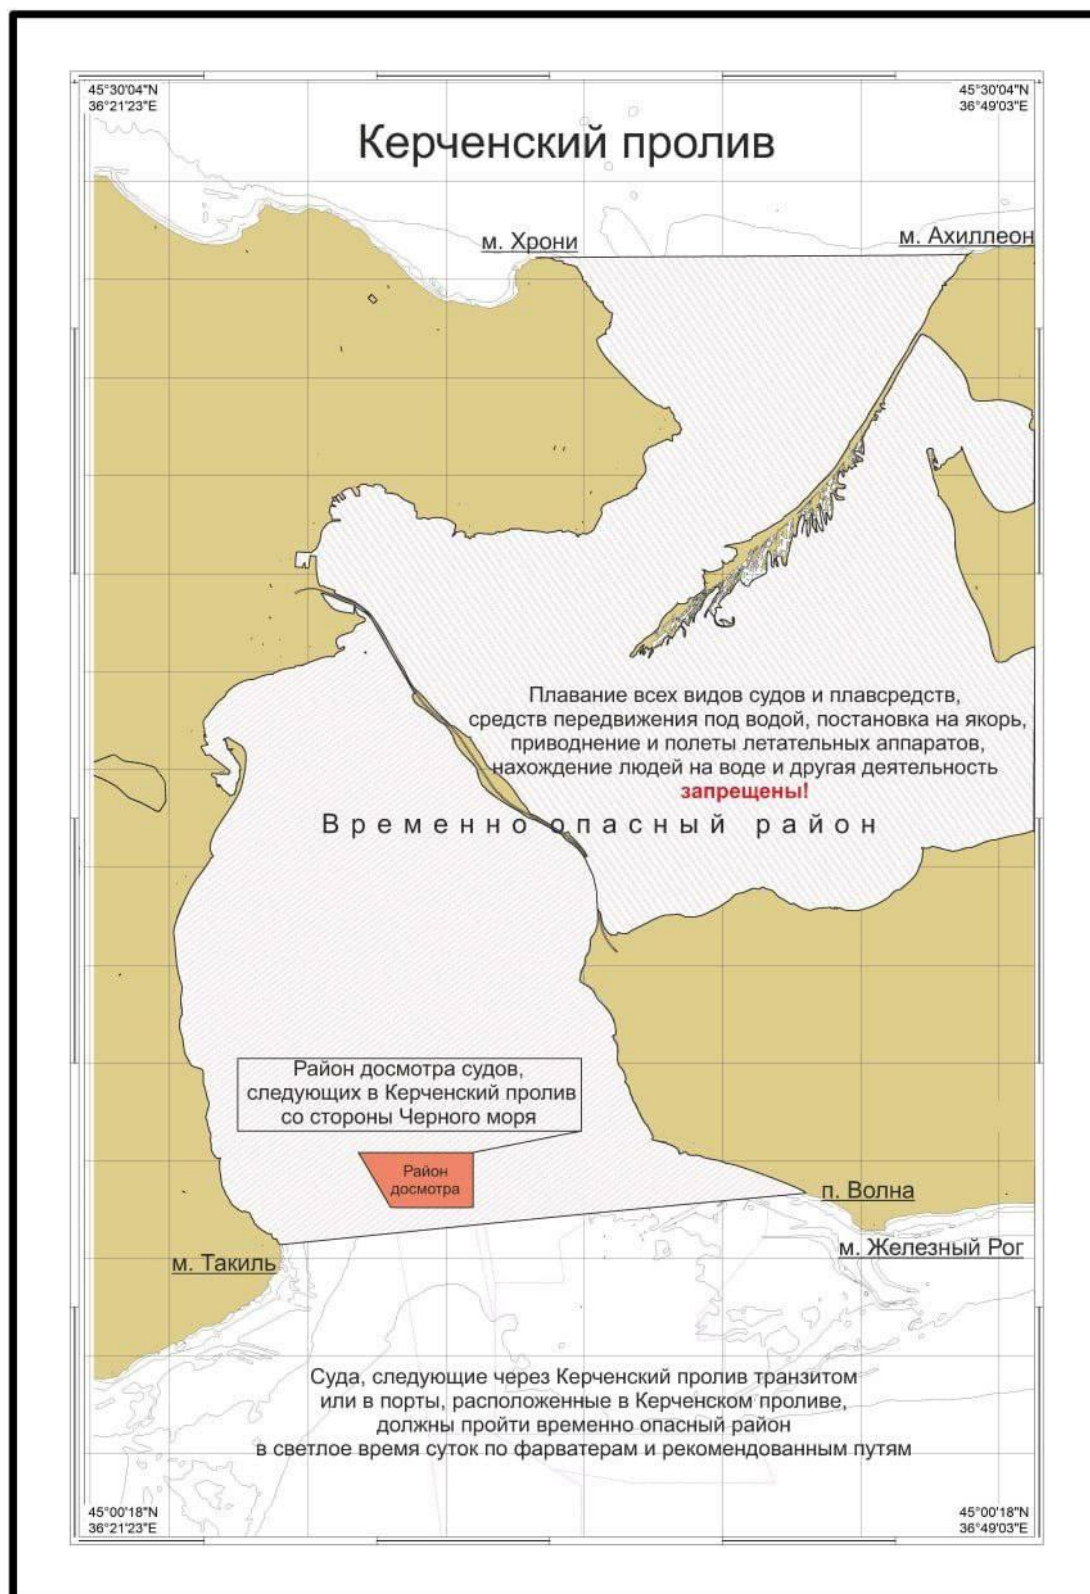 45°30'04"N
36°21'23"E
45°30'04"N
36°49'03"E
Керченский пролив
м. Хрони
м. Ахиллеон
Плавание всех видов судов и плавсредств,
средств передвижения под водой, постановка на якорь,
приводнение и полеты летательных аппаратов,
нахождение людей на воде и другая деятельность
запрещены!
Временно опасный район
Район досмотра судов,
следующих в Керченский пролив
со стороны Черного моря
Район
досмотра
п. Волна
м. Железный Рог
м. Такиль
Суда, следующие через Керченский пролив транзитом
или в порты, расположенные в Керченском проливе,
должны пройти временно опасный район
в светлое время суток по фарватерам и рекомендованным путям
45°00'18"N
36°21'23"E
45°00'18"N
36°49'03"E